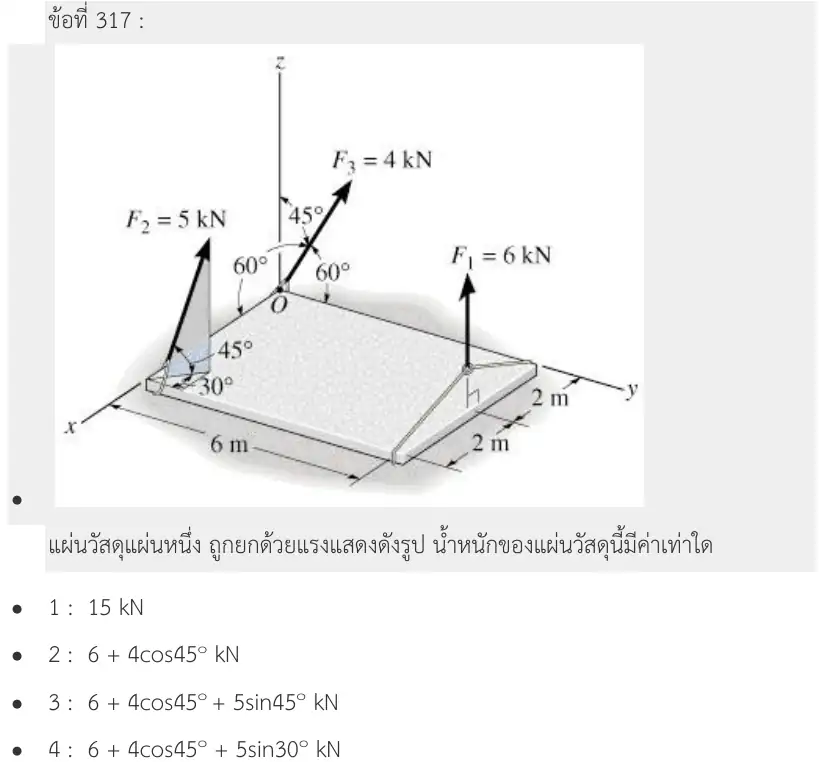 ข้อที่ 317 :
z
F₃ = 4 kN
F₂ = 5 kN
45°
F₁ = 6 kN
60°
60°
O
45°
30°
y
2 m
x
6 m
2 m
แผ่นวัสดุแผ่นหนึ่ง ถูกยกด้วยแรงแสดงดังรูป น้ำหนักของแผ่นวัสดุนี้มีค่าเท่าใด
1 : 15 kN
2 : 6 + 4cos45° kN
3 : 6 + 4cos45° + 5sin45° kN
4 : 6 + 4cos45° + 5sin30° kN